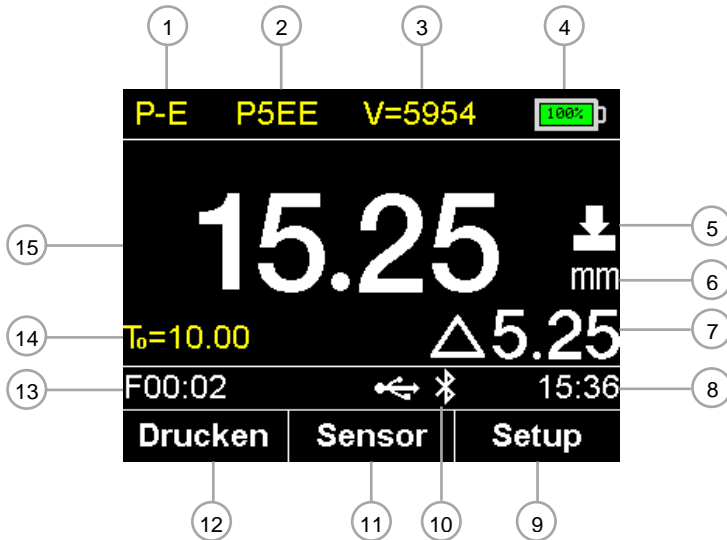 1 2 3 4
P-E P5EE V=5954 100%
15.25
5
15
mm
6
T₀=10.00 △5.25
14 7
13 F00:02 15:36 8
Drucken Sensor Setup
12 11 10 9